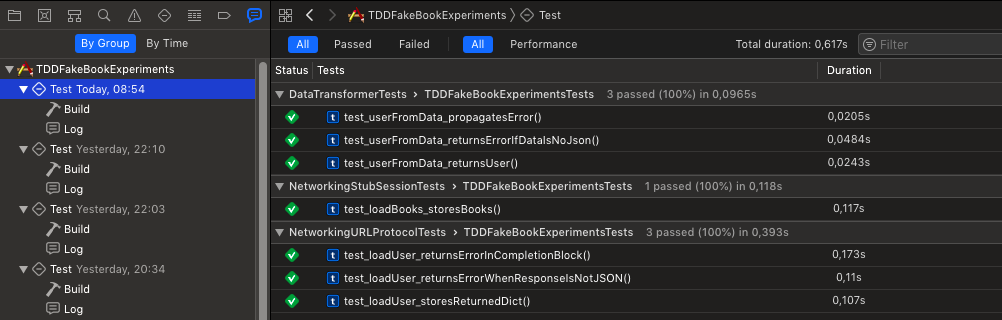 TDDFakeBookExperiments Test
By Group By Time
All Passed Failed All Performance Total duration: 0,617s Filter
TDDFakeBookExperiments
Test Today, 08:54
Build
Log
Test Yesterday, 22:10
Build
Log
Test Yesterday, 22:03
Build
Log
Test Yesterday, 20:34
Build
Log
Status Tests Duration
DataTransformerTests > TDDFakeBookExperimentsTests 3 passed (100%) in 0,0965s
t test_userFromData_propagatesError() 0,0205s
t test_userFromData_returnsErrorIfDataIsNoJson() 0,0484s
t test_userFromData_returnsUser() 0,0243s
NetworkingStubSessionTests > TDDFakeBookExperimentsTests 1 passed (100%) in 0,118s
t test_loadBooks_storesBooks() 0,117s
NetworkingURLProtocolTests > TDDFakeBookExperimentsTests 3 passed (100%) in 0,393s
t test_loadUser_returnsErrorInCompletionBlock() 0,173s
t test_loadUser_returnsErrorWhenResponseIsNotJSON() 0,11s
t test_loadUser_storesReturnedDict() 0,107s